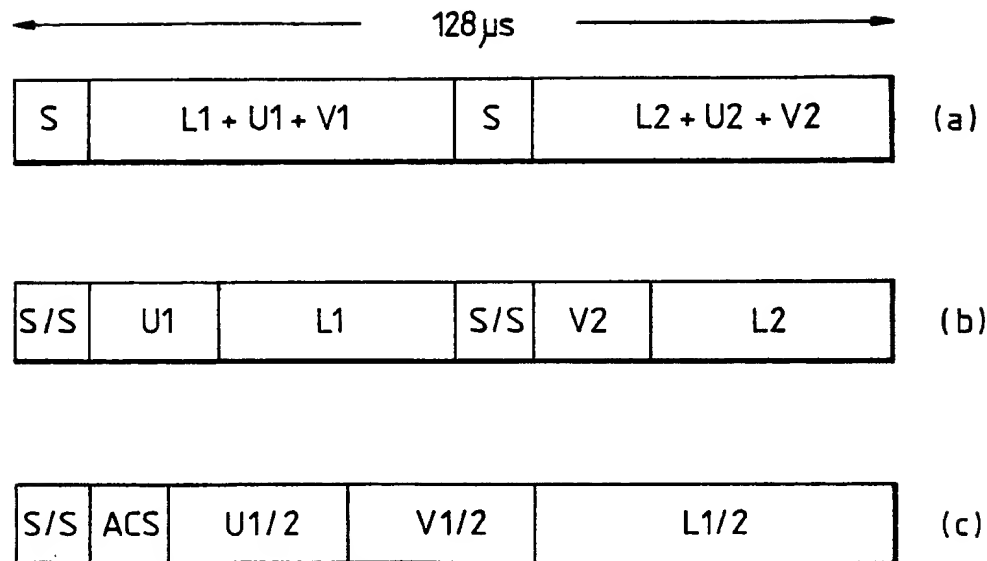 128µs
S L1 + U1 + V1 S L2 + U2 + V2 (a)
S/S U1 L1 S/S V2 L2 (b)
S/S ACS U1/2 V1/2 L1/2 (c)